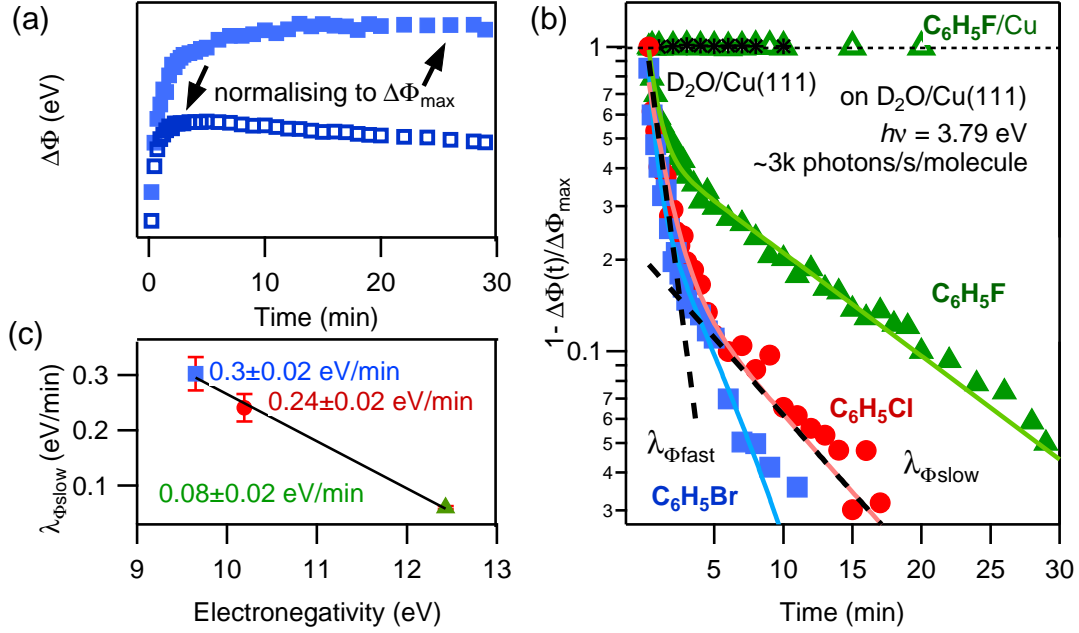 (a)
ΔΦ (eV)
normalising to ΔΦmax
0
10
20
30
Time (min)
(b)
1- ΔΦ(t)/ΔΦmax
1
7
6
5
4
3
2
0.1
7
6
5
4
3
C6H5F/Cu
D2O/Cu(111)
on D2O/Cu(111)
hν = 3.79 eV
~3k photons/s/molecule
C6H5F
C6H5Cl
λΦfast
λΦslow
C6H5Br
5
10
15
20
25
30
Time (min)
(c)
λΦslow (eV/min)
0.3
0.2
0.1
0.3±0.02 eV/min
0.24±0.02 eV/min
0.08±0.02 eV/min
9
10
11
12
13
Electronegativity (eV)